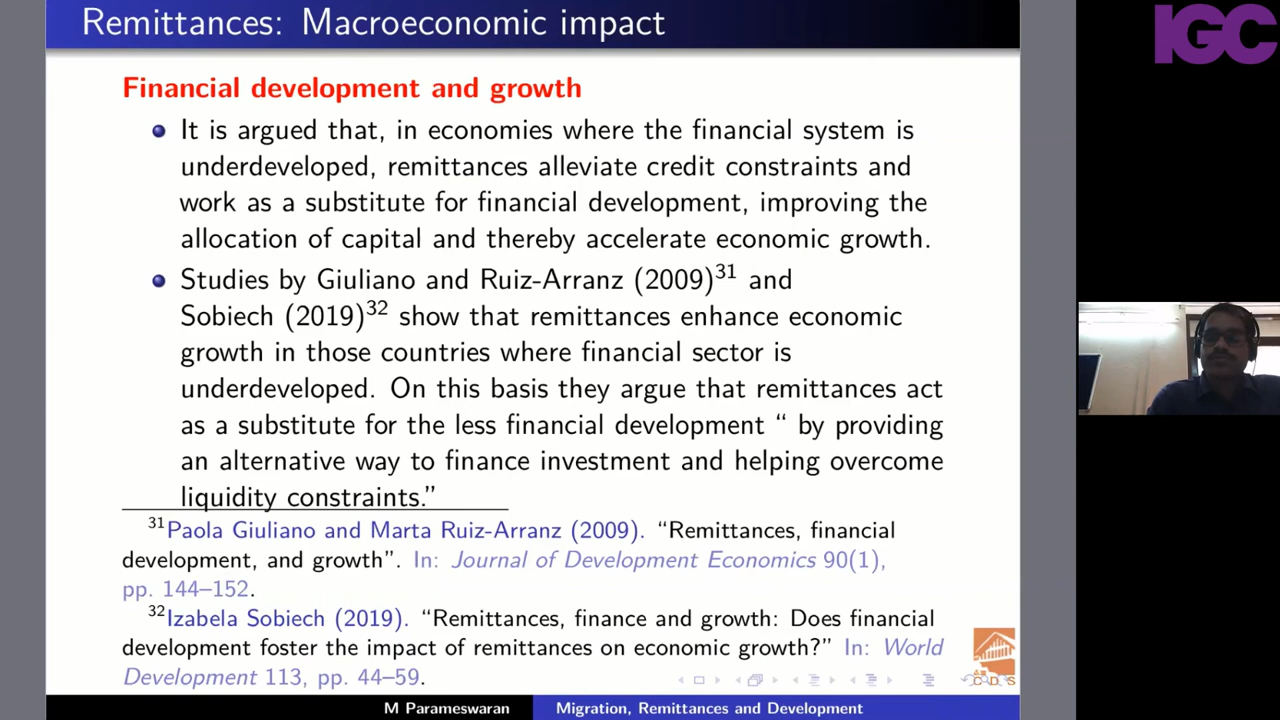 Remittances: Macroeconomic impact
IGC
Financial development and growth
It is argued that, in economies where the financial system is
underdeveloped, remittances alleviate credit constraints and
work as a substitute for financial development, improving the
allocation of capital and thereby accelerate economic growth.
Studies by Giuliano and Ruiz-Arranz (2009)31 and
Sobiech (2019)32 show that remittances enhance economic
growth in those countries where financial sector is
underdeveloped. On this basis they argue that remittances act
as a substitute for the less financial development “ by providing
an alternative way to finance investment and helping overcome
liquidity constraints.”
31Paola Giuliano and Marta Ruiz-Arranz (2009). “Remittances, financial
development, and growth”. In: Journal of Development Economics 90(1),
pp. 144–152.
32Izabela Sobiech (2019). “Remittances, finance and growth: Does financial
development foster the impact of remittances on economic growth?” In: World
Development 113, pp. 44–59.
CDS
M Parameswaran Migration, Remittances and Development